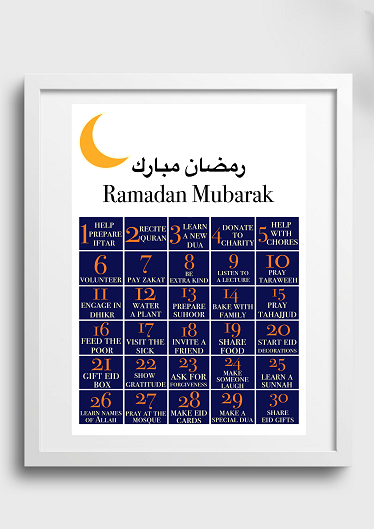 رمضان مبارك
Ramadan Mubarak
1 HELP PREPARE IFTAR
2 RECITE QURAN
3 LEARN A NEW DUA
4 DONATE TO CHARITY
5 HELP WITH CHORES
6 VOLUNTEER
7 PAY ZAKAT
8 BE EXTRA KIND
9 LISTEN TO A LECTURE
10 PRAY TARAWEEH
11 ENGAGE IN DHIKR
12 WATER A PLANT
13 PREPARE SUHOOR
14 BAKE WITH FAMILY
15 PRAY TAHAJJUD
16 FEED THE POOR
17 VISIT THE SICK
18 INVITE A FRIEND
19 SHARE FOOD
20 START EID DECORATIONS
21 GIFT EID BOX
22 SHOW GRATITUDE
23 ASK FOR FORGIVENESS
24 MAKE SOMEONE LAUGH
25 LEARN A SUNNAH
26 LEARN NAMES OF ALLAH
27 PRAY AT THE MOSQUE
28 MAKE EID CARDS
29 MAKE A SPECIAL DUA
30 SHARE EID GIFTS